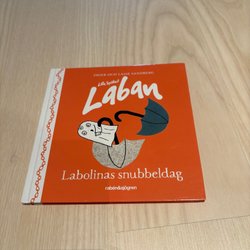 INGER OCH LASSE SANDBERG
Lilla spöket
Laban
Labolinas snubbeldag
rabén&sjögren